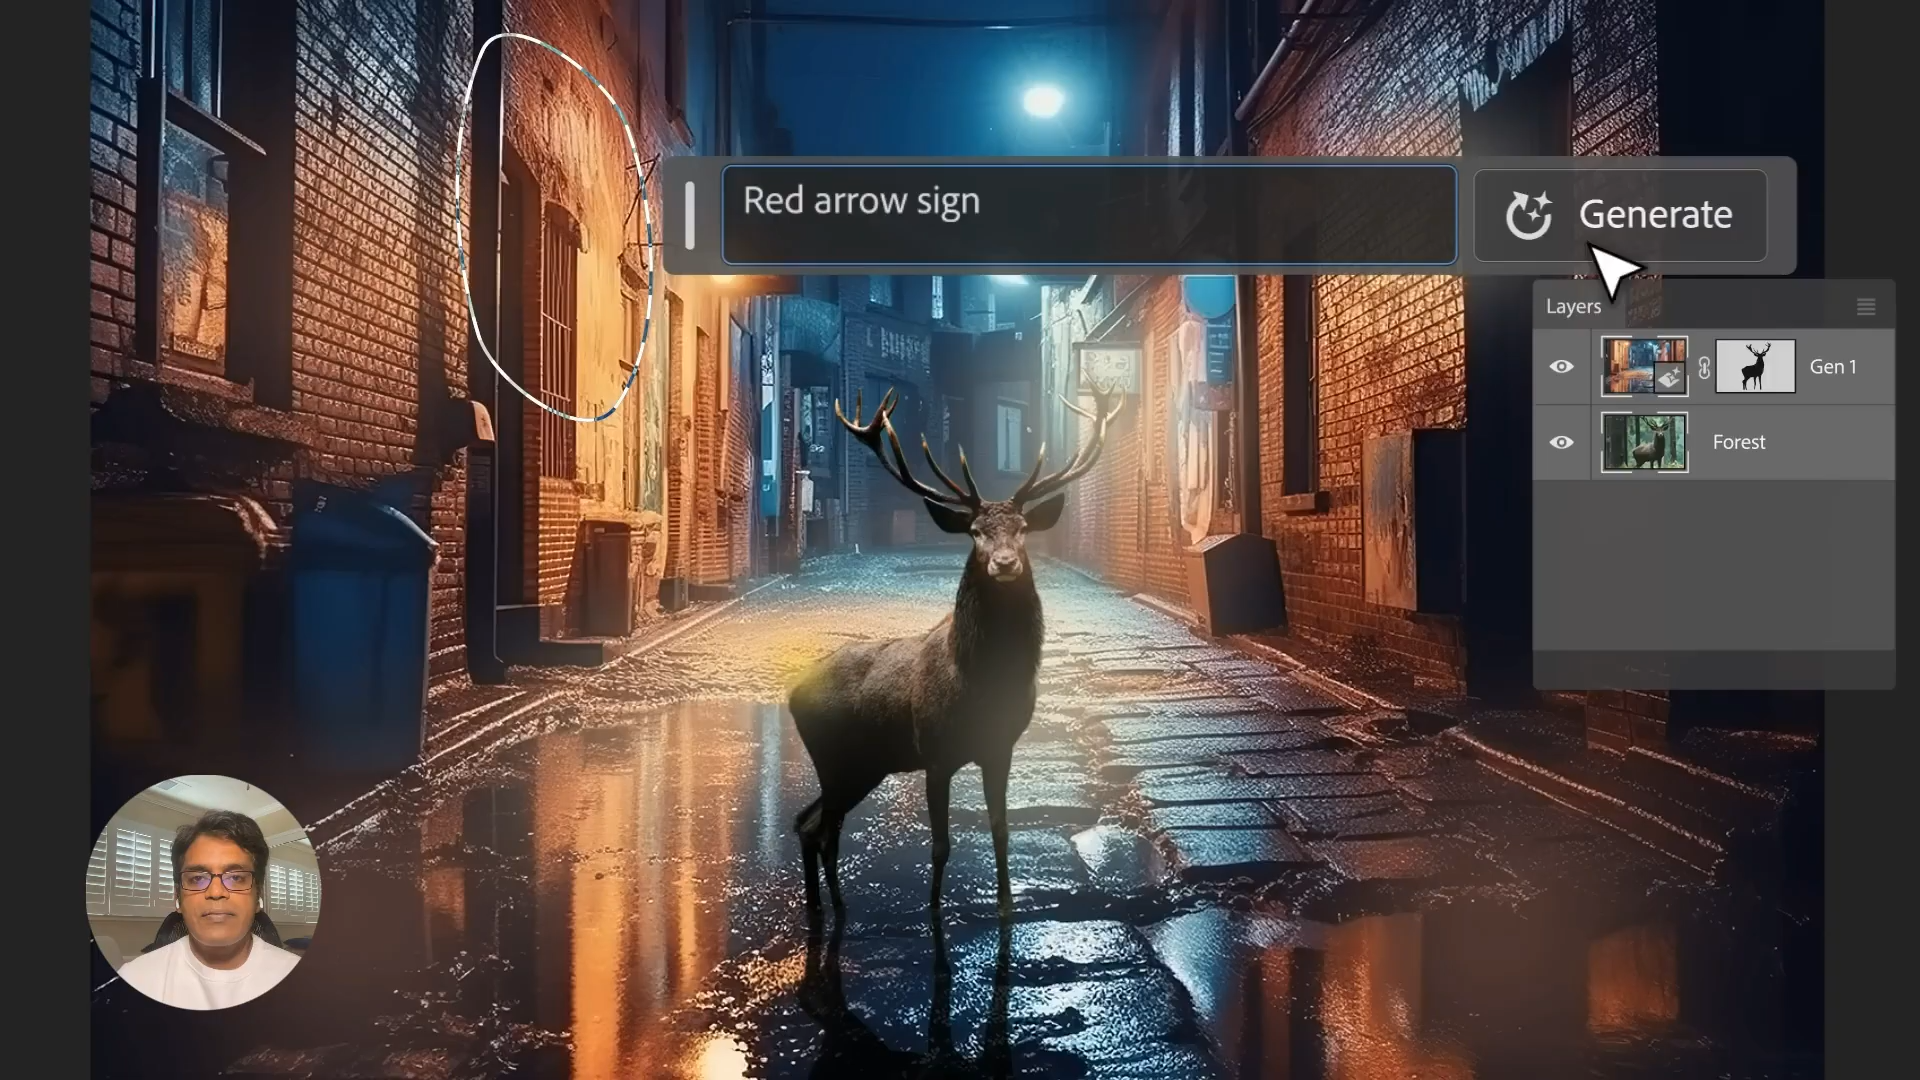 Red arrow sign
Generate
Layers
Gen 1
Forest